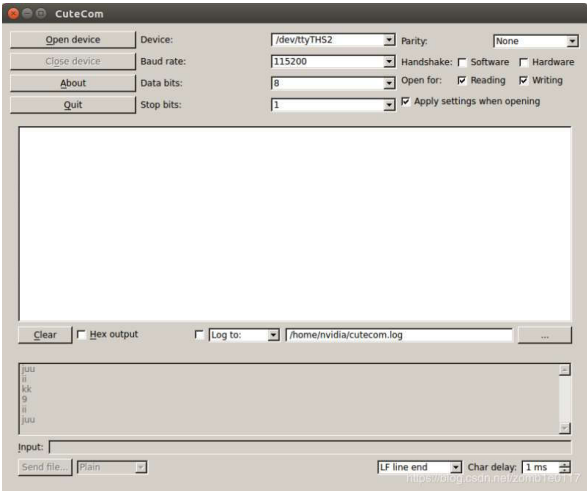 CuteCom
Open device Device: /dev/ttyTHS2 Parity: None
Close device Baud rate: 115200 Handshake: Software Hardware
About Data bits: 8 Open for: Reading Writing
Quit Stop bits: 1 Apply settings when opening
Clear Hex output Log to: /home/nvidia/cutecom.log ...
juu
ii
kk
9
ii
juu
Input:
Send file... Plain LF line end Char delay: 1 ms
https://blog.csdn.net/zomb1e0117